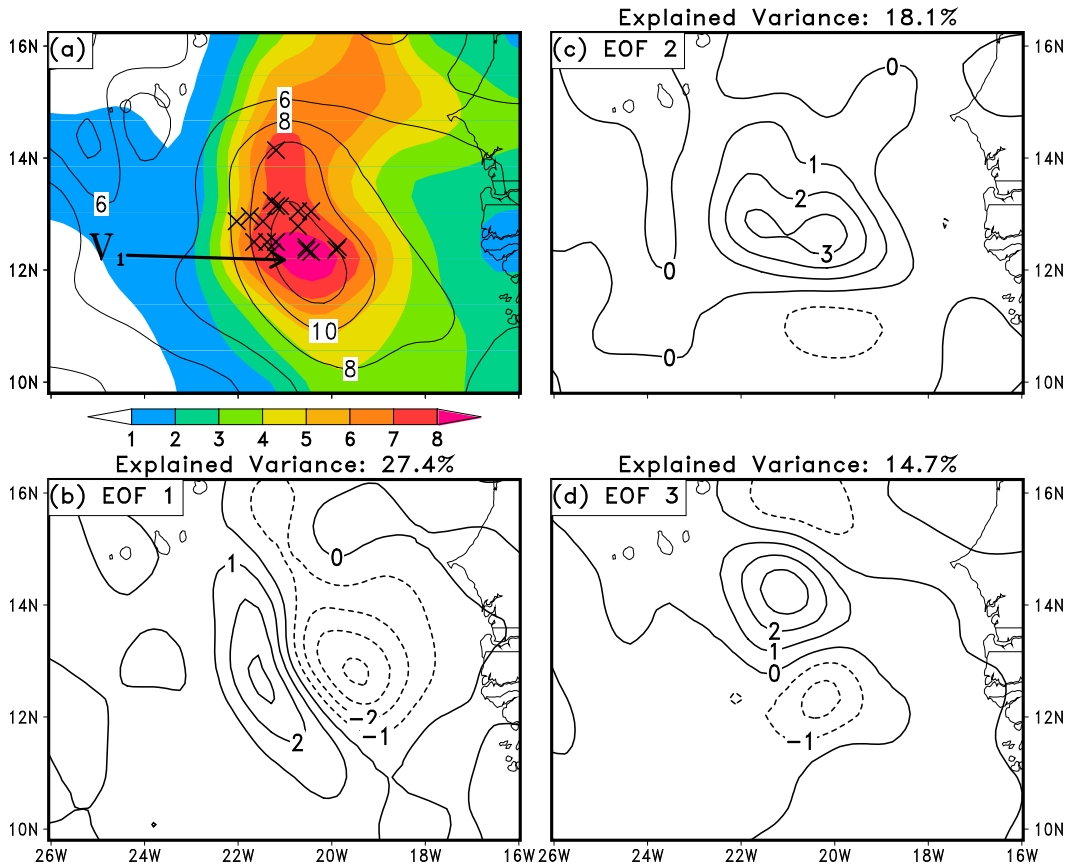 Explained Variance: 18.1%
(a)
(c) EOF 2
16N
14N
12N
10N
6
8
6
V1
10
8
0
1
2
3
0
0
16N
14N
12N
10N
1 2 3 4 5 6 7 8
Explained Variance: 27.4%
Explained Variance: 14.7%
(b) EOF 1
(d) EOF 3
16N
14N
12N
10N
0
1
2
-2
-1
2
1
0
-1
16N
14N
12N
10N
26W 24W 22W 20W 18W 16W
26W 24W 22W 20W 18W 16W